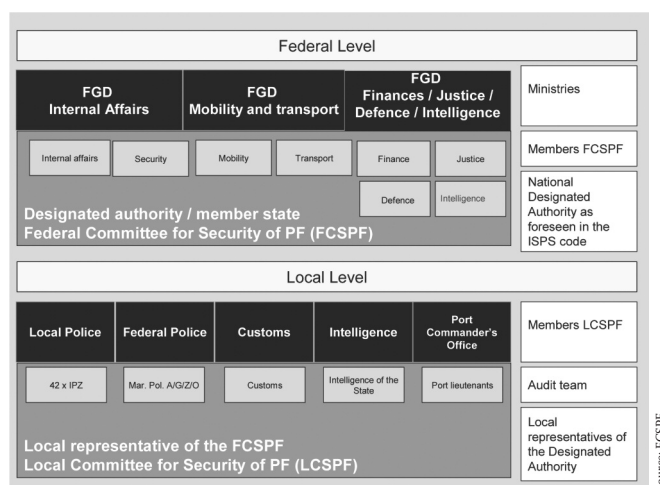 Federal Level
FGD
Internal Affairs
FGD
Mobility and transport
FGD
Finances / Justice /
Defence / Intelligence
Ministries
Internal affairs
Security
Mobility
Transport
Finance
Justice
Members FCSPF
Defence
Intelligence
National
Designated
Authority as
foreseen in the
ISPS code
Designated authority / member state
Federal Committee for Security of PF (FCSPF)
Local Level
Local Police
Federal Police
Customs
Intelligence
Port
Commander's
Office
Members LCSPF
42 x IPZ
Mar. Pol. A/G/Z/O
Customs
Intelligence of the
State
Port lieutenants
Audit team
Local representative of the FCSPF
Local Committee for Security of PF (LCSPF)
Local
representatives of
the Designated
Authority
FCSPF